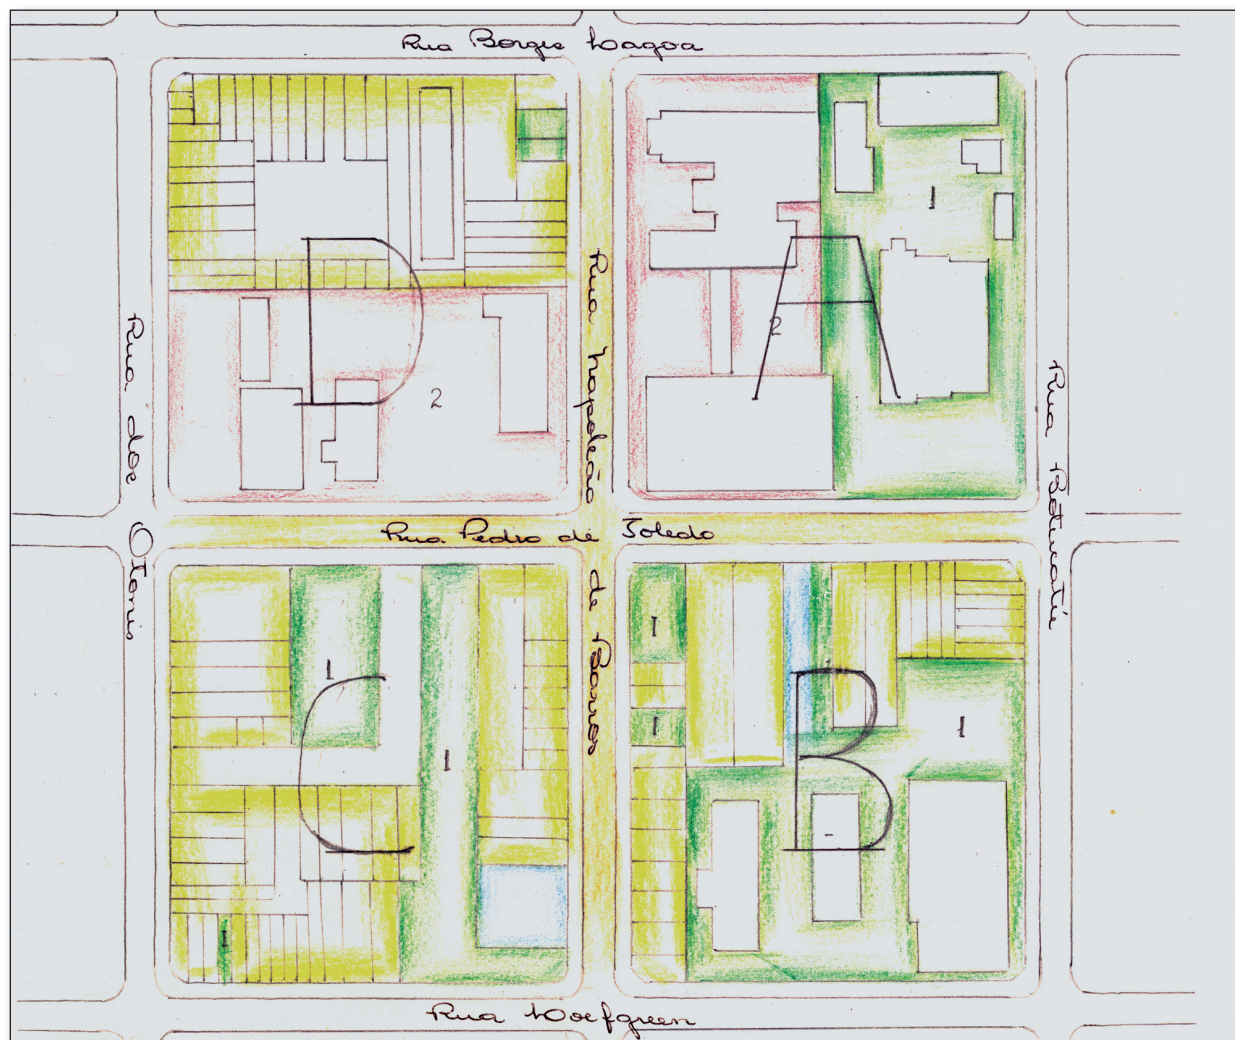 Rua Borges Lagoa
D
A
1
2
2
Rua dos Otonis
Rua Napoleão de Barros
Rua Botucatú
Rua Pedro de Toledo
C
B
1
1
1
1
1
1
Rua Loefgreen